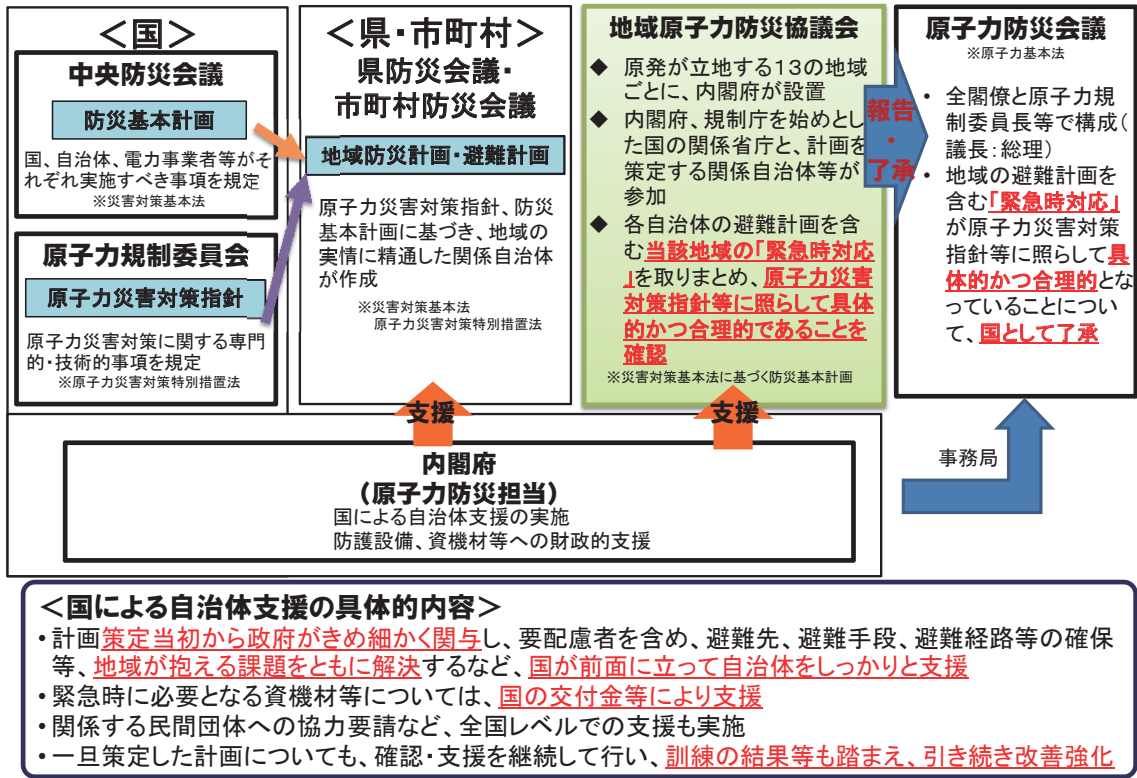 ＜国＞
中央防災会議
防災基本計画
国、自治体、電力事業者等がそ
れぞれ実施すべき事項を規定
※災害対策基本法
原子力規制委員会
原子力災害対策指針
原子力災害対策に関する専門
的・技術的事項を規定
※原子力災害対策特別措置法
＜県・市町村＞
県防災会議・
市町村防災会議
地域防災計画・避難計画
原子力災害対策指針、防災
基本計画に基づき、地域の
実情に精通した関係自治体
が作成
※災害対策基本法
原子力災害対策特別措置法
地域原子力防災協議会
◆ 原発が立地する13の地域
ごとに、内閣府が設置
◆ 内閣府、規制庁を始めとし
た国の関係省庁と、計画を
策定する関係自治体等が
参加
◆ 各自治体の避難計画を含
む当該地域の「緊急時対応
」を取りまとめ、原子力災害
対策指針等に照らして具体
的かつ合理的であることを
確認
※災害対策基本法に基づく防災基本計画
報告
・
了承
原子力防災会議
※原子力基本法
• 全閣僚と原子力規
制委員長等で構成(
議長:総理)
• 地域の避難計画を
含む「緊急時対応」
が原子力災害対策
指針等に照らして具
体的かつ合理的とな
っていることについ
て、国として了承
支援
支援
事務局
内閣府
(原子力防災担当)
国による自治体支援の実施
防護設備、資機材等への財政的支援
＜国による自治体支援の具体的内容＞
・計画策定当初から政府がきめ細かく関与し、要配慮者を含め、避難先、避難手段、避難経路等の確保
等、地域が抱える課題をともに解決するなど、国が前面に立って自治体をしっかりと支援
・緊急時に必要となる資機材等については、国の交付金等により支援
・関係する民間団体への協力要請など、全国レベルでの支援も実施
・一旦策定した計画についても、確認・支援を継続して行い、訓練の結果等も踏まえ、引き続き改善強化